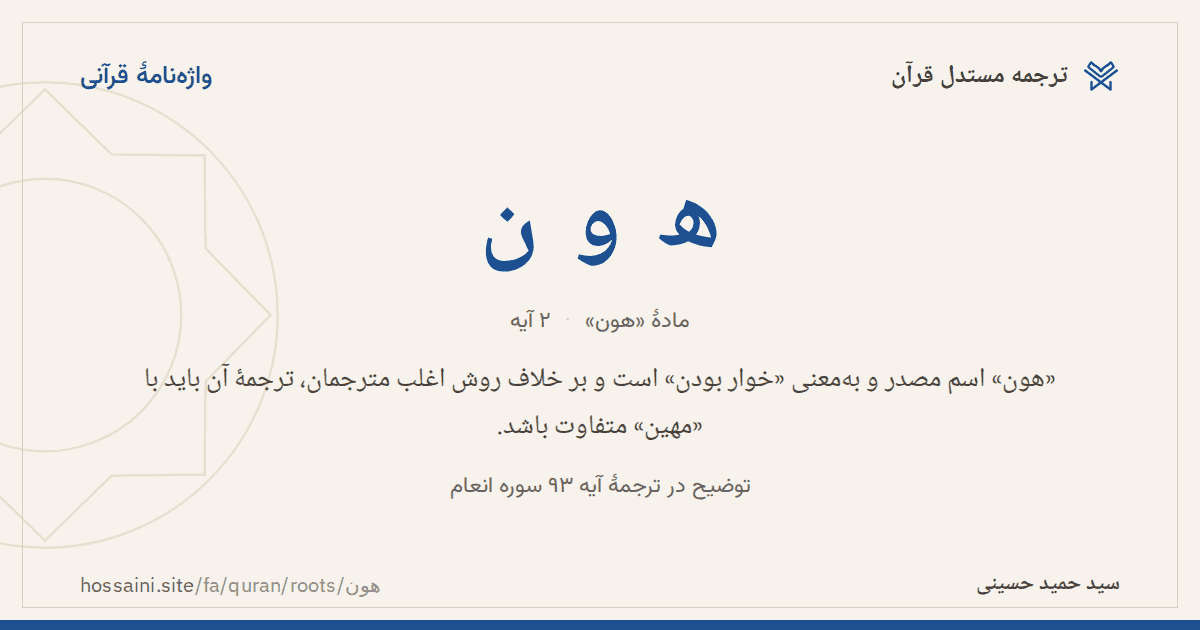 ترجمه مستدل قرآن
واژه‌نامهٔ قرآنی
ه و ن
مادهٔ «هون» · ۲ آیه
«هون» اسم مصدر و به‌معنی «خوار بودن» است و بر خلاف روش اغلب مترجمان، ترجمهٔ آن باید با
«مهین» متفاوت باشد.
توضیح در ترجمهٔ آیه ۹۳ سوره انعام
سید حمید حسینی
hossaini.site/fa/quran/roots/هون